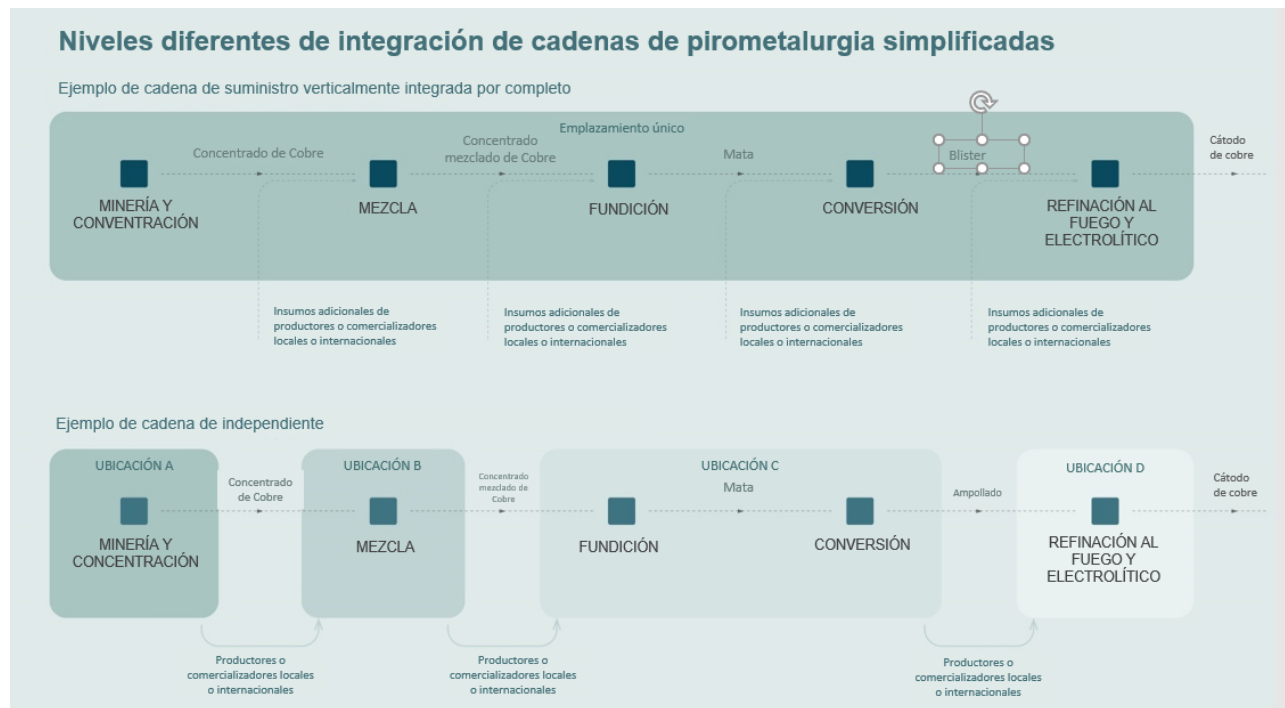 Niveles diferentes de integración de cadenas de pirometalurgia simplificadas
Ejemplo de cadena de suministro verticalmente integrada por completo
Emplazamiento único
Concentrado de Cobre
Concentrado
mezclado de Cobre
Mata
Blister
Cátodo
de cobre
MINERÍA Y
CONVENTRACIÓN
MEZCLA
FUNDICIÓN
CONVERSIÓN
REFINACIÓN AL
FUEGO Y
ELECTROLÍTICO
Insumos adicionales de
productores o comercializadores
locales o internacionales
Insumos adicionales de
productores o comercializadores
locales o internacionales
Insumos adicionales de
productores o comercializadores
locales o internacionales
Insumos adicionales de
productores o comercializadores
locales o internacionales
Ejemplo de cadena de independiente
UBICACIÓN A
UBICACIÓN B
UBICACIÓN C
UBICACIÓN D
Concentrado
de Cobre
Concentrado
mezclado de
Cobre
Mata
Ampollado
Cátodo
de cobre
MINERÍA Y
CONCENTRACIÓN
MEZCLA
FUNDICIÓN
CONVERSIÓN
REFINACIÓN AL
FUEGO Y
ELECTROLÍTICO
Productores o
comercializadores locales
o internacionales
Productores o
comercializadores locales
o internacionales
Productores o
comercializadores locales
o internacionales